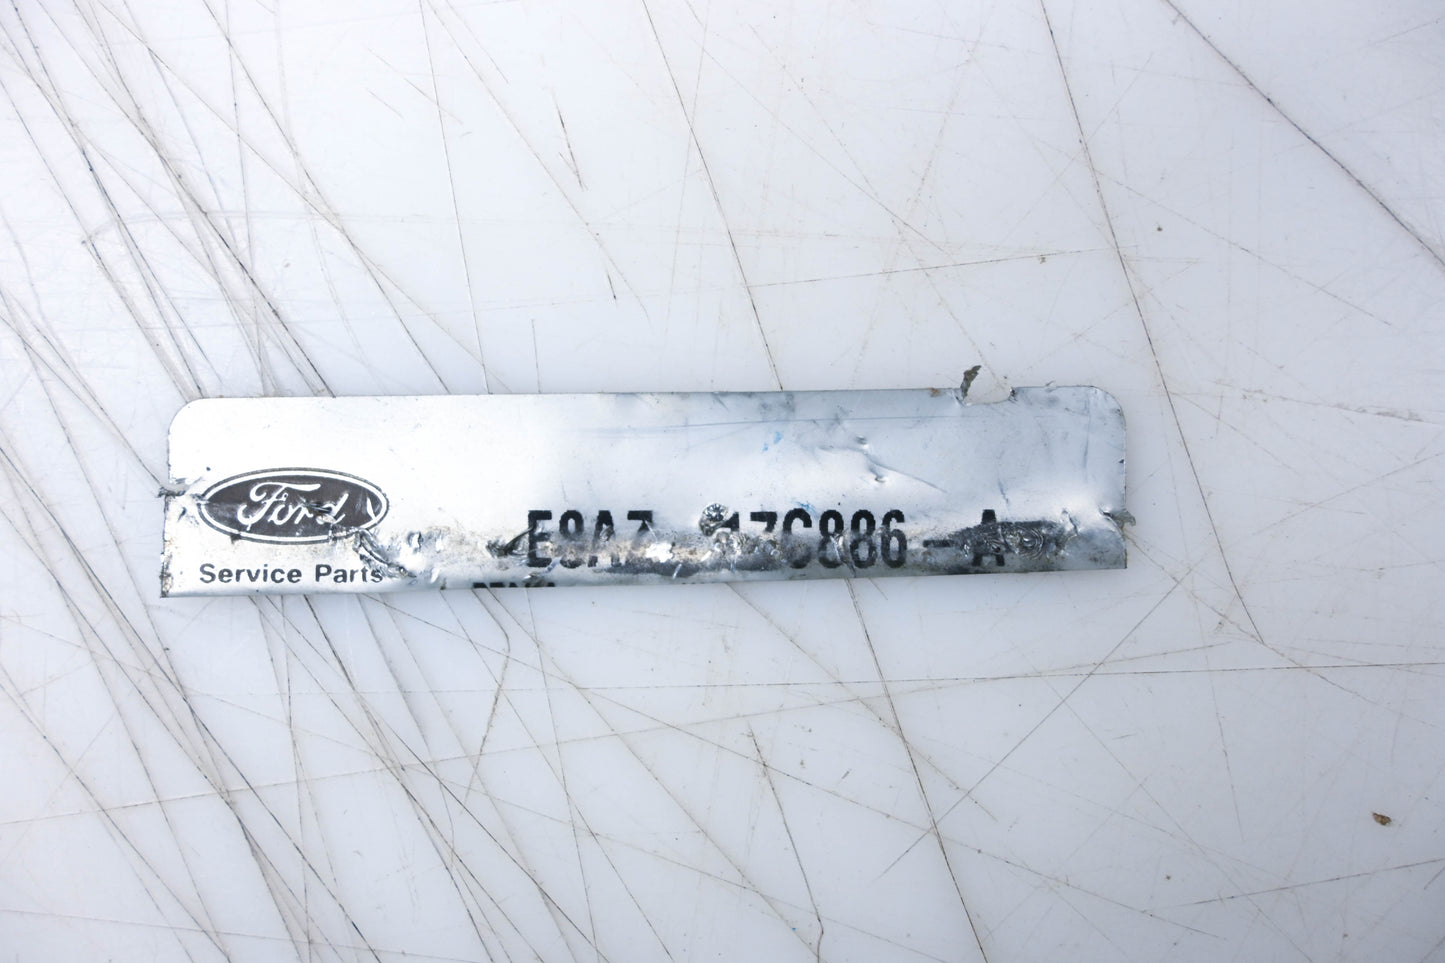 Ford
E8AZ 17C886-A
Service Parts